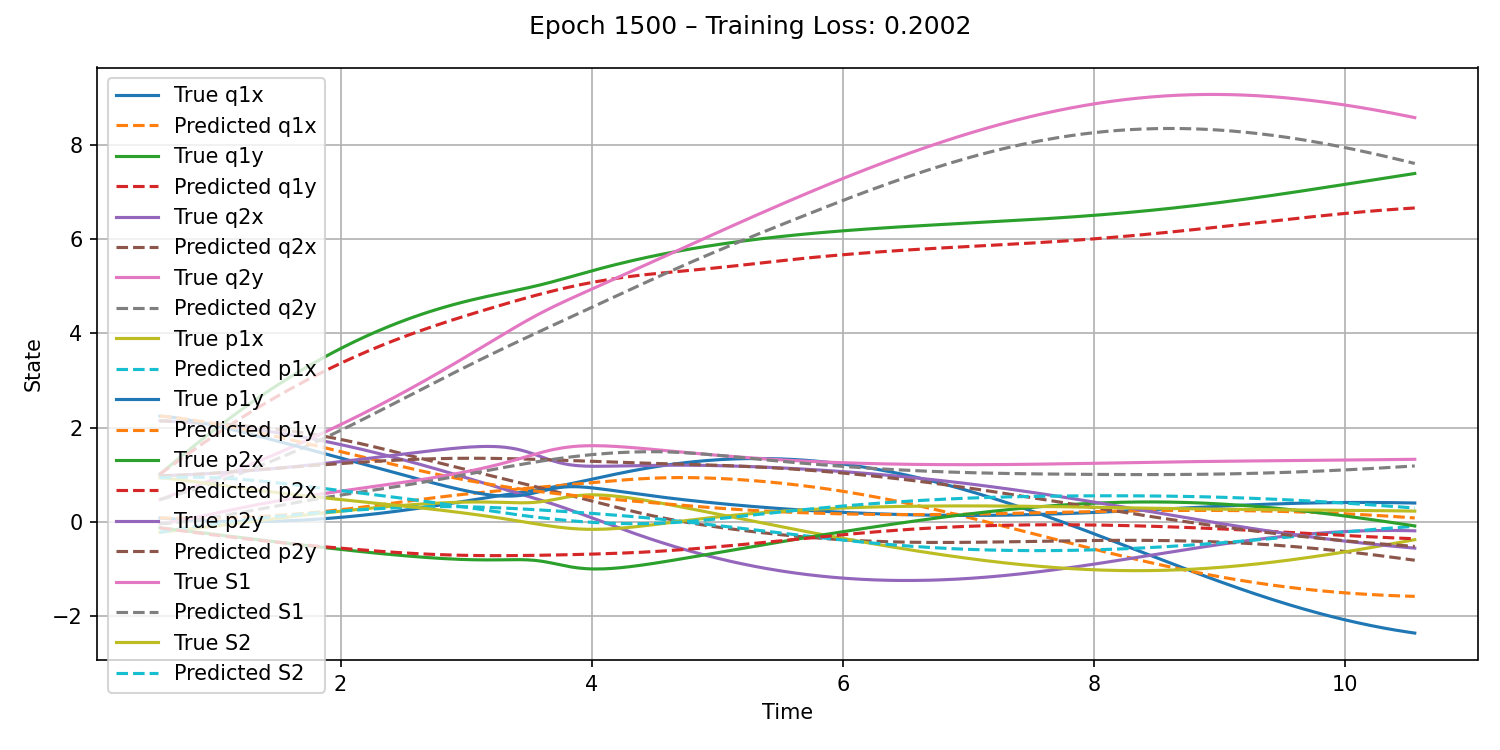 Epoch 1500 – Training Loss: 0.2002
True q1x
Predicted q1x
True q1y
Predicted q1y
True q2x
Predicted q2x
True q2y
Predicted q2y
True p1x
Predicted p1x
True p1y
Predicted p1y
True p2x
Predicted p2x
True p2y
Predicted p2y
True S1
Predicted S1
True S2
Predicted S2
8
6
4
2
0
−2
State
2
4
6
8
10
Time